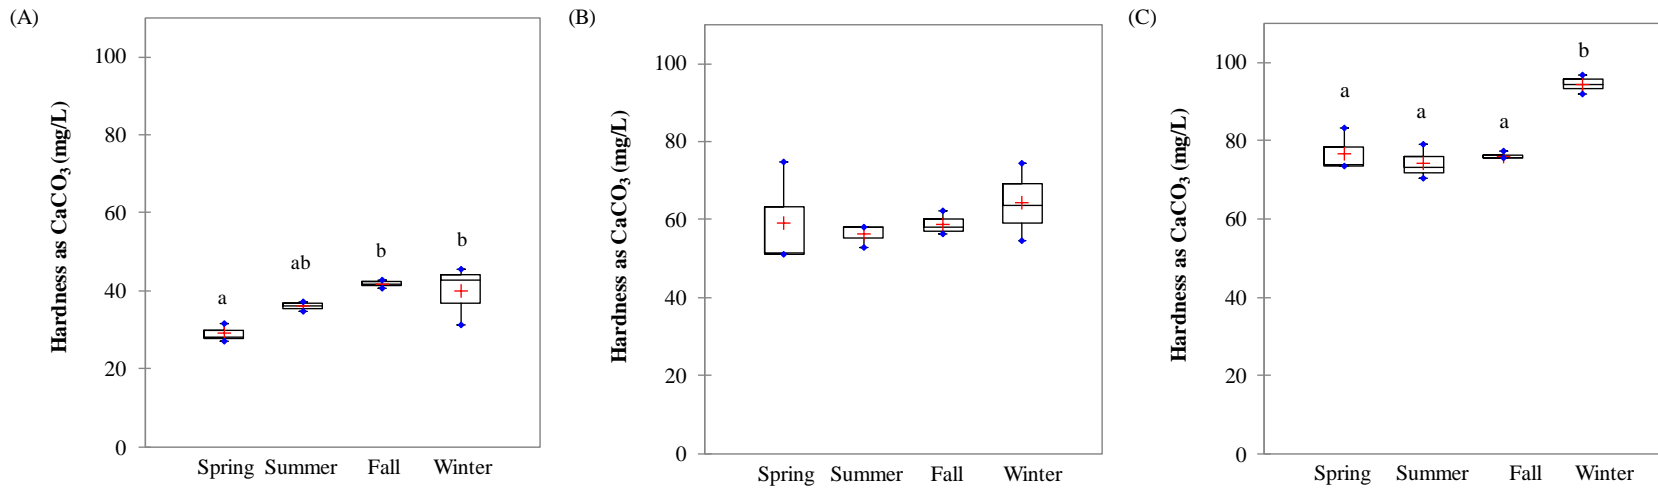 (A)
Hardness as CaCO3 (mg/L)
100
80
60
40
20
0
a
ab
b
b
Spring Summer Fall Winter
(B)
Hardness as CaCO3 (mg/L)
100
80
60
40
20
0
Spring Summer Fall Winter
(C)
Hardness as CaCO3 (mg/L)
100
80
60
40
20
0
a
a
a
b
Spring Summer Fall Winter